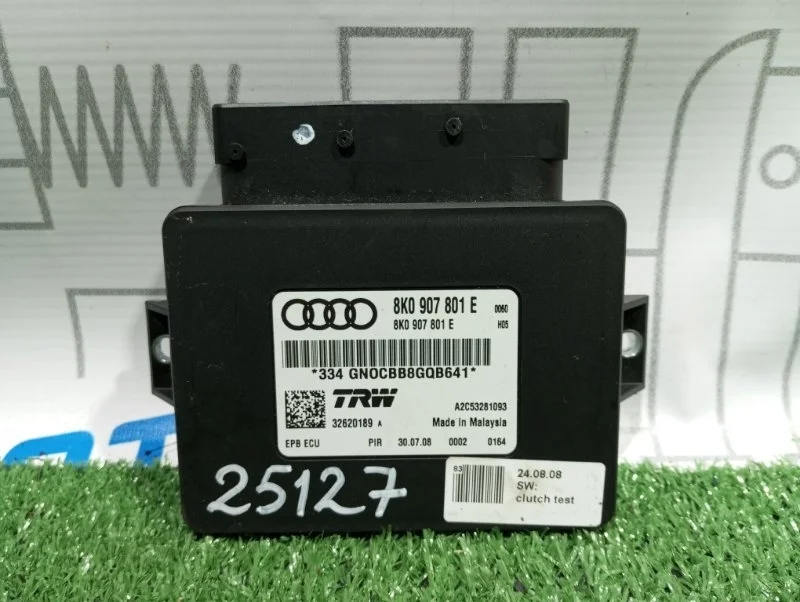 8K0 907 801 E 0060
8K0 907 801 E H05
*334 GNOCBB8GQB641*
TRW A2C53281093
32620189 A Made in Malaysia
EPB ECU PIR 30.07.08 0002 0164
83
24.08.08
SW:
clutch test
25127